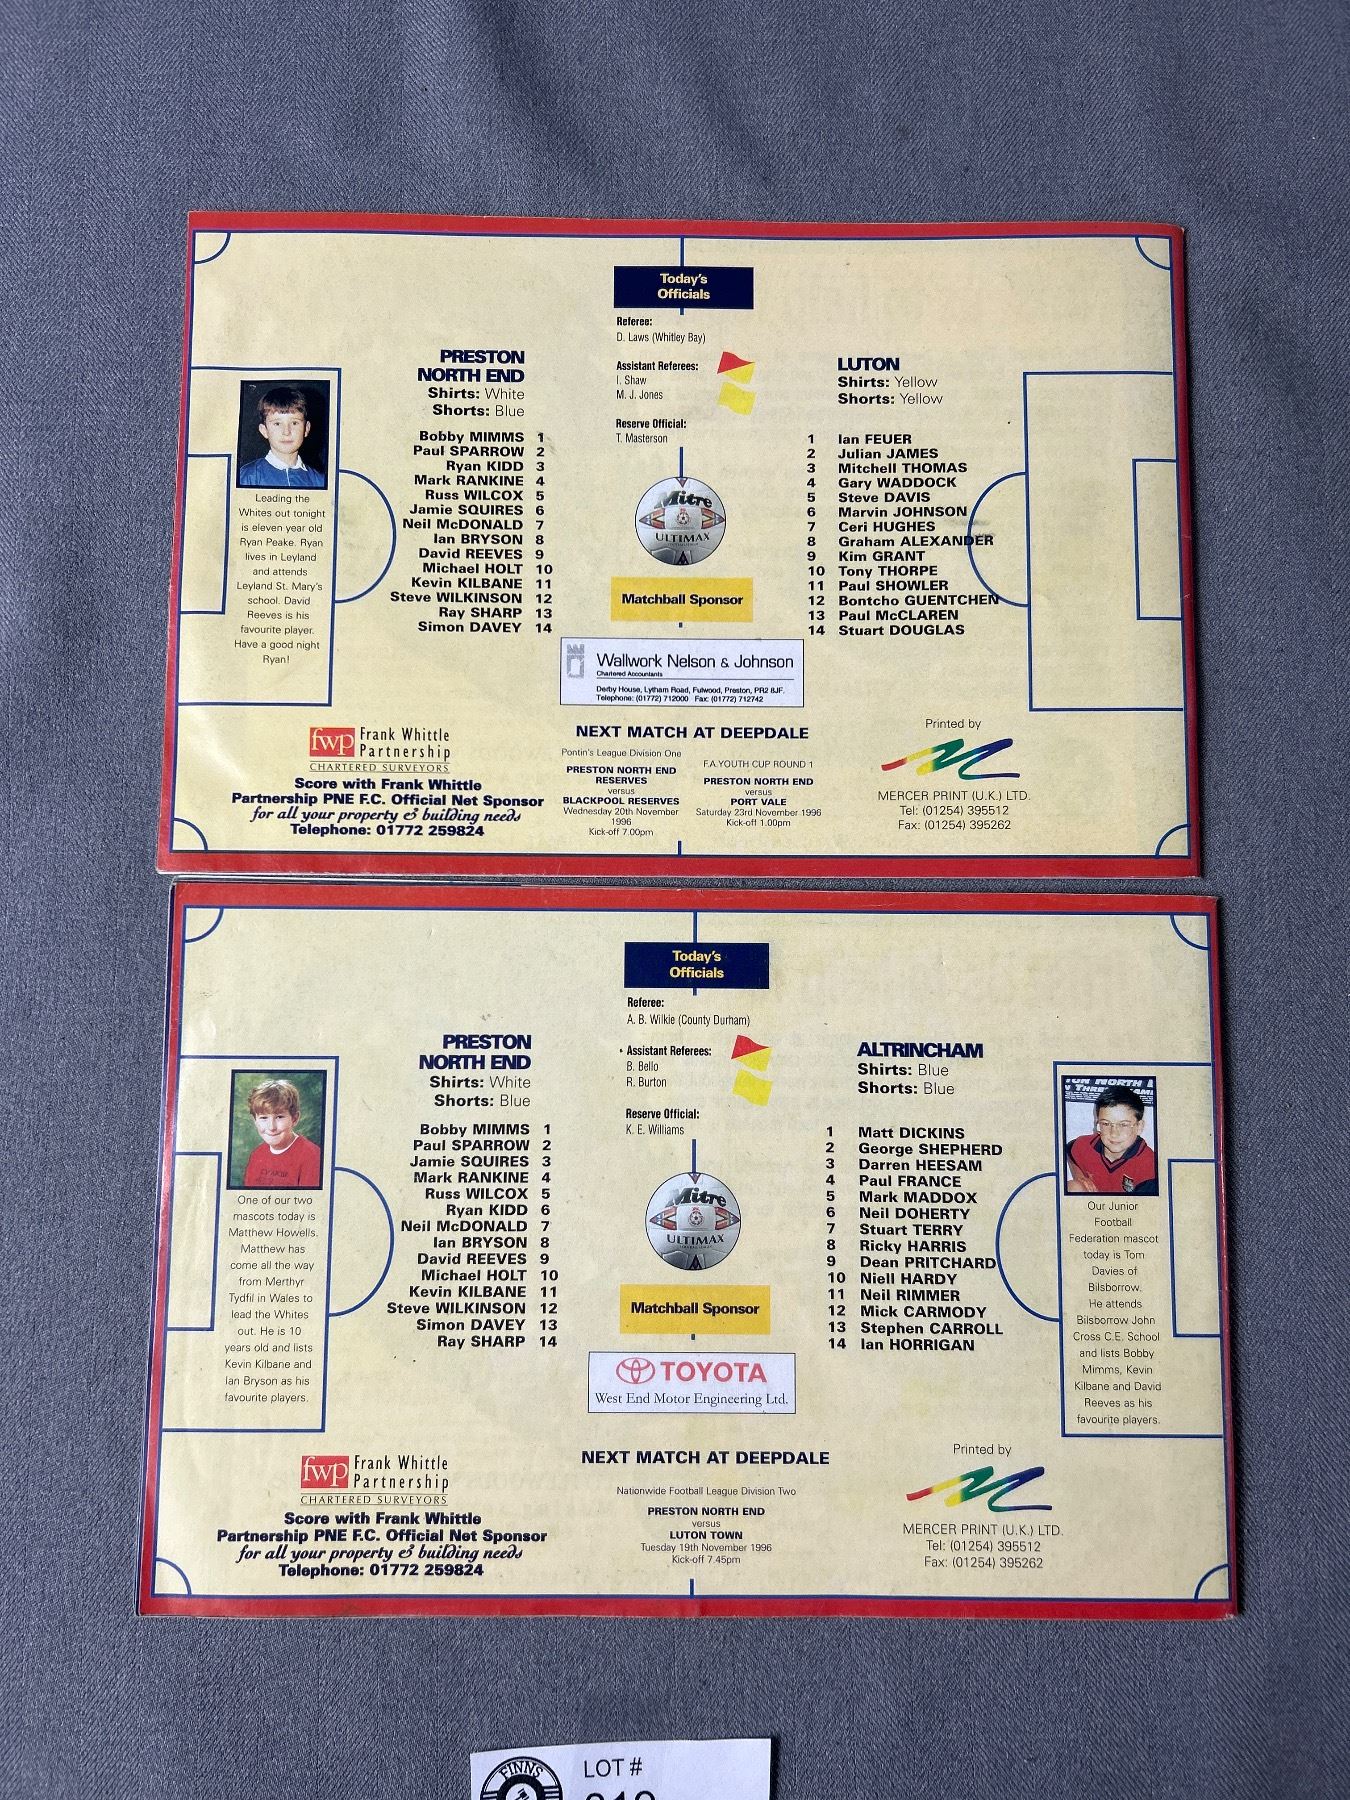 Today's
Officials
Referee:
D. Laws (Whitley Bay)
Assistant Referees:
I. Shaw
M. J. Jones
Reserve Official:
T. Masterson
PRESTON
NORTH END
Shirts: White
Shorts: Blue
Bobby MIMMS 1
Paul SPARROW 2
Ryan KIDD 3
Mark RANKINE 4
Russ WILCOX 5
Jamie SQUIRES 6
Neil McDONALD 7
Ian BRYSON 8
David REEVES 9
Michael HOLT 10
Kevin KILBANE 11
Steve WILKINSON 12
Ray SHARP 13
Simon DAVEY 14
Leading the
Whites out tonight
is eleven year old
Ryan Peake. Ryan
lives in Leyland
and attends
Leyland St. Mary's
school. David
Reeves is his
favourite player.
Have a good night
Ryan!
Mitre
ULTIMAX
Matchball Sponsor
Wallwork Nelson & Johnson
Chartered Accountants
Derby House, Lytham Road, Fulwood, Preston, PR2 8JF.
Telephone: (01772) 712000 Fax: (01772) 712742
LUTON
Shirts: Yellow
Shorts: Yellow
1 Ian FEUER
2 Julian JAMES
3 Mitchell THOMAS
4 Gary WADDOCK
5 Steve DAVIS
6 Marvin JOHNSON
7 Ceri HUGHES
8 Graham ALEXANDER
9 Kim GRANT
10 Tony THORPE
11 Paul SHOWLER
12 Bontcho GUENTCHEN
13 Paul McCLAREN
14 Stuart DOUGLAS
fwp Frank Whittle
Partnership
CHARTERED SURVEYORS
Score with Frank Whittle
Partnership PNE F.C. Official Net Sponsor
for all your property & building needs
Telephone: 01772 259824
NEXT MATCH AT DEEPDALE
Pontin's League Division One
PRESTON NORTH END
RESERVES
versus
BLACKPOOL RESERVES
Wednesday 20th November
1996
Kick-off 7.00pm
F.A.YOUTH CUP ROUND 1
PRESTON NORTH END
versus
PORT VALE
Saturday 23rd November 1996
Kick-off 1.00pm
Printed by
MERCER PRINT (U.K.) LTD.
Tel: (01254) 395512
Fax: (01254) 395262
Today's
Officials
Referee:
A. B. Wilkie (County Durham)
Assistant Referees:
B. Bello
R. Burton
Reserve Official:
K. E. Williams
PRESTON
NORTH END
Shirts: White
Shorts: Blue
Bobby MIMMS 1
Paul SPARROW 2
Jamie SQUIRES 3
Mark RANKINE 4
Russ WILCOX 5
Ryan KIDD 6
Neil McDONALD 7
Ian BRYSON 8
David REEVES 9
Michael HOLT 10
Kevin KILBANE 11
Steve WILKINSON 12
Simon DAVEY 13
Ray SHARP 14
One of our two
mascots today is
Matthew Howells.
Matthew has
come all the way
from Merthyr
Tydfil in Wales to
lead the Whites
out. He is 10
years old and lists
Kevin Kilbane and
Ian Bryson as his
favourite players.
Mitre
ULTIMAX
Matchball Sponsor
TOYOTA
West End Motor Engineering Ltd.
ALTRINCHAM
Shirts: Blue
Shorts: Blue
1 Matt DICKINS
2 George SHEPHERD
3 Darren HEESAM
4 Paul FRANCE
5 Mark MADDOX
6 Neil DOHERTY
7 Stuart TERRY
8 Ricky HARRIS
9 Dean PRITCHARD
10 Niell HARDY
11 Neil RIMMER
12 Mick CARMODY
13 Stephen CARROLL
14 Ian HORRIGAN
Our Junior
Football
Federation mascot
today is Tom
Davies of
Bilsborrow.
He attends
Bilsborrow John
Cross C.E. School
and lists Bobby
Mimms, Kevin
Kilbane and David
Reeves as his
favourite players.
fwp Frank Whittle
Partnership
CHARTERED SURVEYORS
Score with Frank Whittle
Partnership PNE F.C. Official Net Sponsor
for all your property & building needs
Telephone: 01772 259824
NEXT MATCH AT DEEPDALE
Nationwide Football League Division Two
PRESTON NORTH END
versus
LUTON TOWN
Tuesday 19th November 1996
Kick-off 7.45pm
Printed by
MERCER PRINT (U.K.) LTD.
Tel: (01254) 395512
Fax: (01254) 395262
FINNS
LOT #